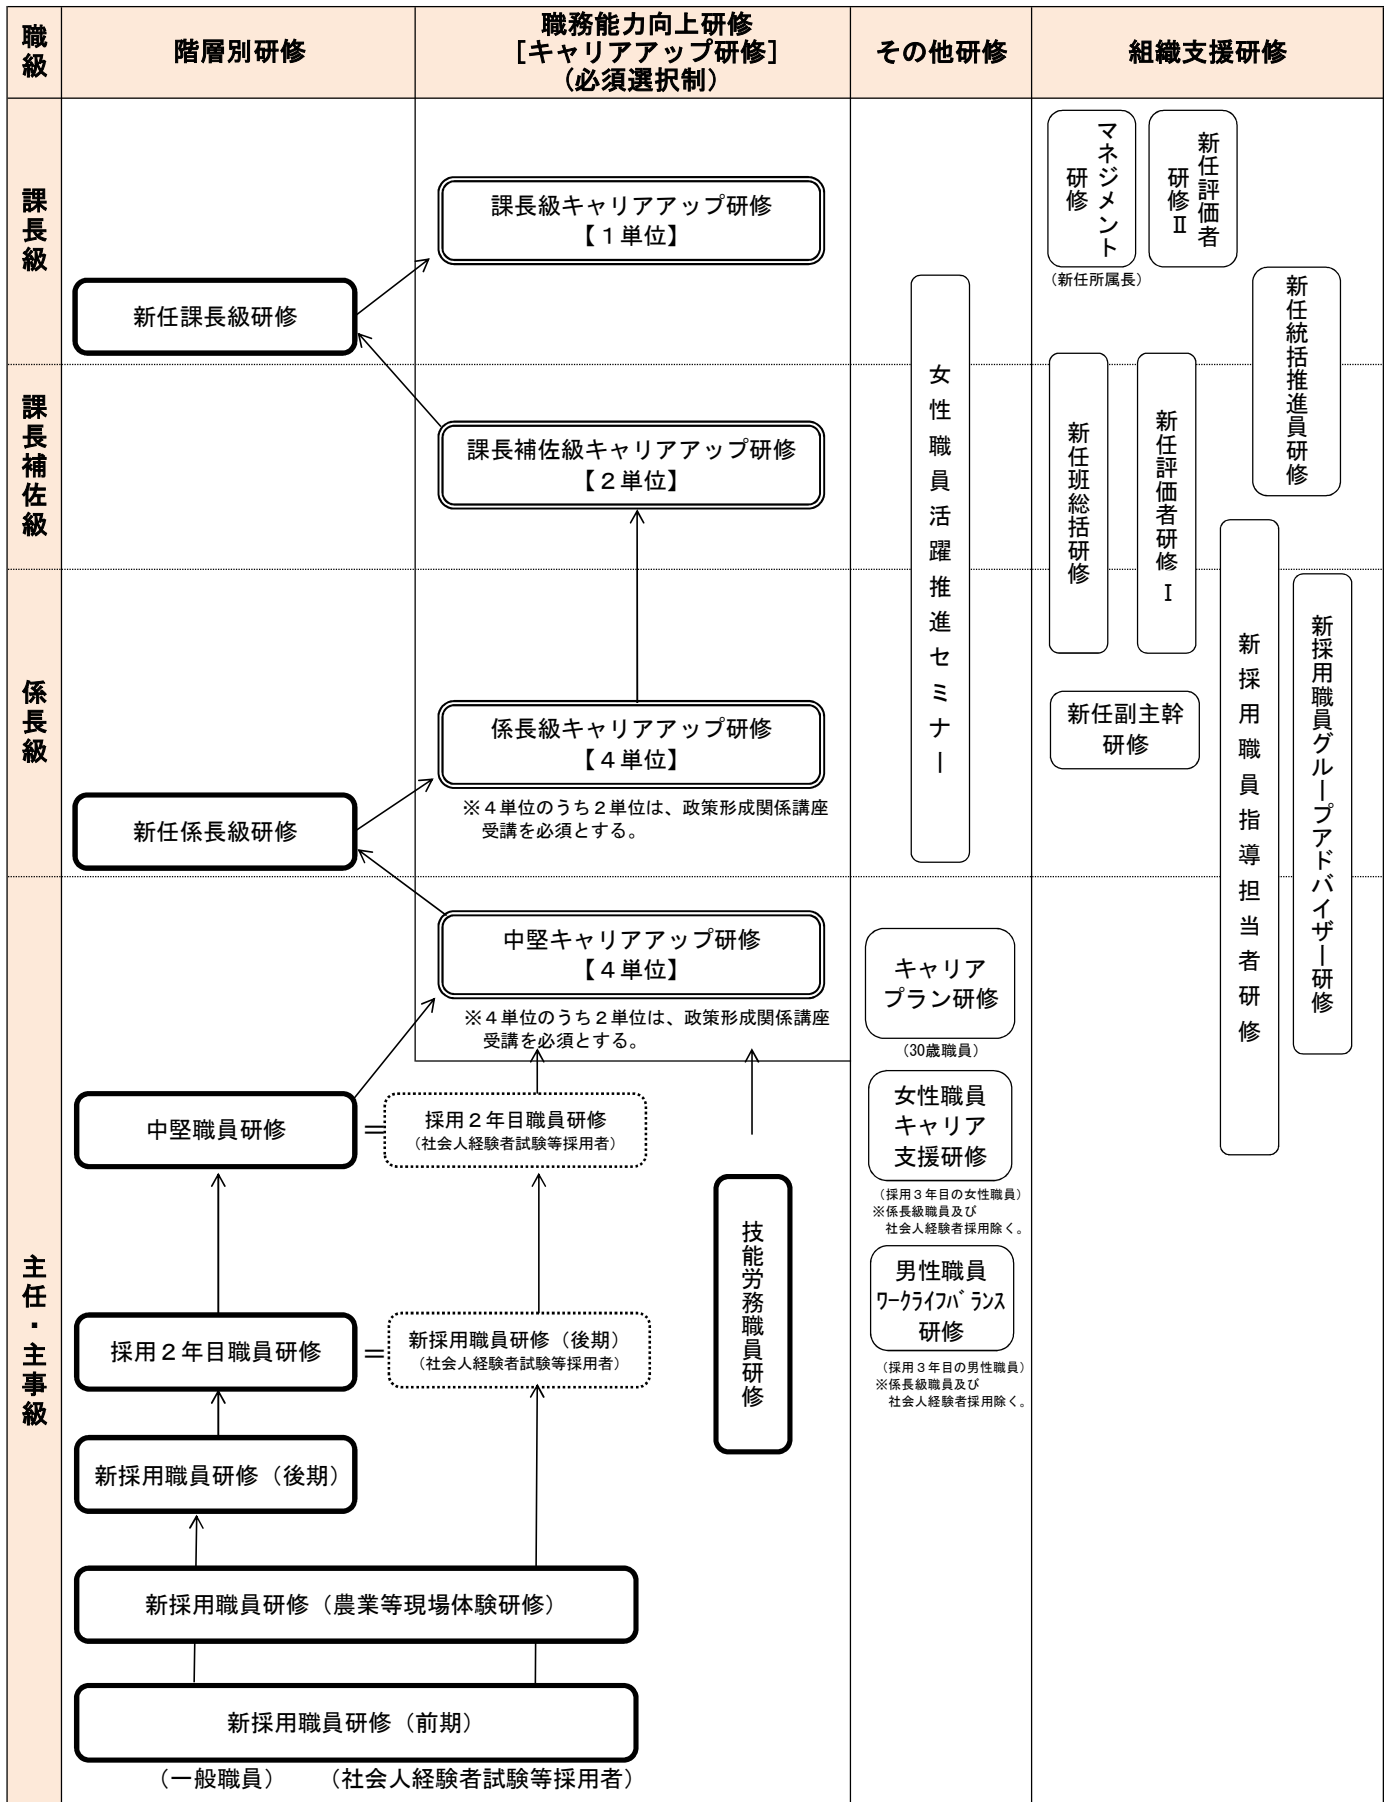 職級
階層別研修
職務能力向上研修
［キャリアアップ研修］
（必須選択制）
その他研修
組織支援研修
課長級
課長級キャリアアップ研修
【１単位】
新任課長級研修
マネジメント
研修
（新任所属長）
新任評価者
研修Ⅱ
新任統括推進員研修
課長補佐級
課長補佐級キャリアアップ研修
【２単位】
女性職員活躍推進セミナー
新任班総括研修
新任評価者研修Ⅰ
係長級
係長級キャリアアップ研修
【４単位】
※４単位のうち２単位は、政策形成関係講座
受講を必須とする。
新任係長級研修
新任副主幹
研修
新採用職員指導担当者研修
新採用職員グループアドバイザー研修
主任・主事級
中堅キャリアアップ研修
【４単位】
※４単位のうち２単位は、政策形成関係講座
受講を必須とする。
中堅職員研修
＝
採用２年目職員研修
（社会人経験者試験等採用者）
技能労務職員研修
採用２年目職員研修
＝
新採用職員研修（後期）
（社会人経験者試験等採用者）
新採用職員研修（後期）
新採用職員研修（農業等現場体験研修）
新採用職員研修（前期）
（一般職員）
（社会人経験者試験等採用者）
キャリア
プラン研修
（30歳職員）
女性職員
キャリア
支援研修
（採用３年目の女性職員）
※係長級職員及び
社会人経験者採用除く。
男性職員
ﾜｰｸﾗｲﾌﾊﾞﾗﾝｽ
研修
（採用３年目の男性職員）
※係長級職員及び
社会人経験者採用除く。